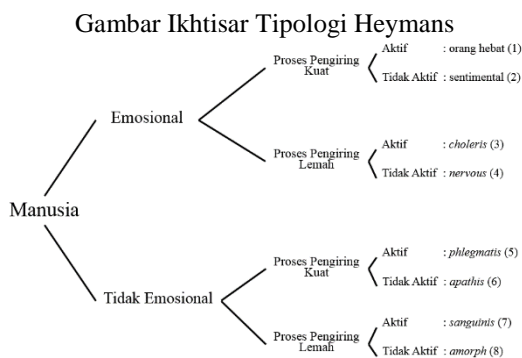 Gambar Ikhtisar Tipologi Heymans
Manusia
Emosional
Proses Pengiring
Kuat
Aktif : orang hebat (1)
Tidak Aktif : sentimental (2)
Proses Pengiring
Lemah
Aktif : choleris (3)
Tidak Aktif : nervous (4)
Tidak Emosional
Proses Pengiring
Kuat
Aktif : phlegmatis (5)
Tidak Aktif : apathis (6)
Proses Pengiring
Lemah
Aktif : sanguinis (7)
Tidak Aktif : amorph (8)